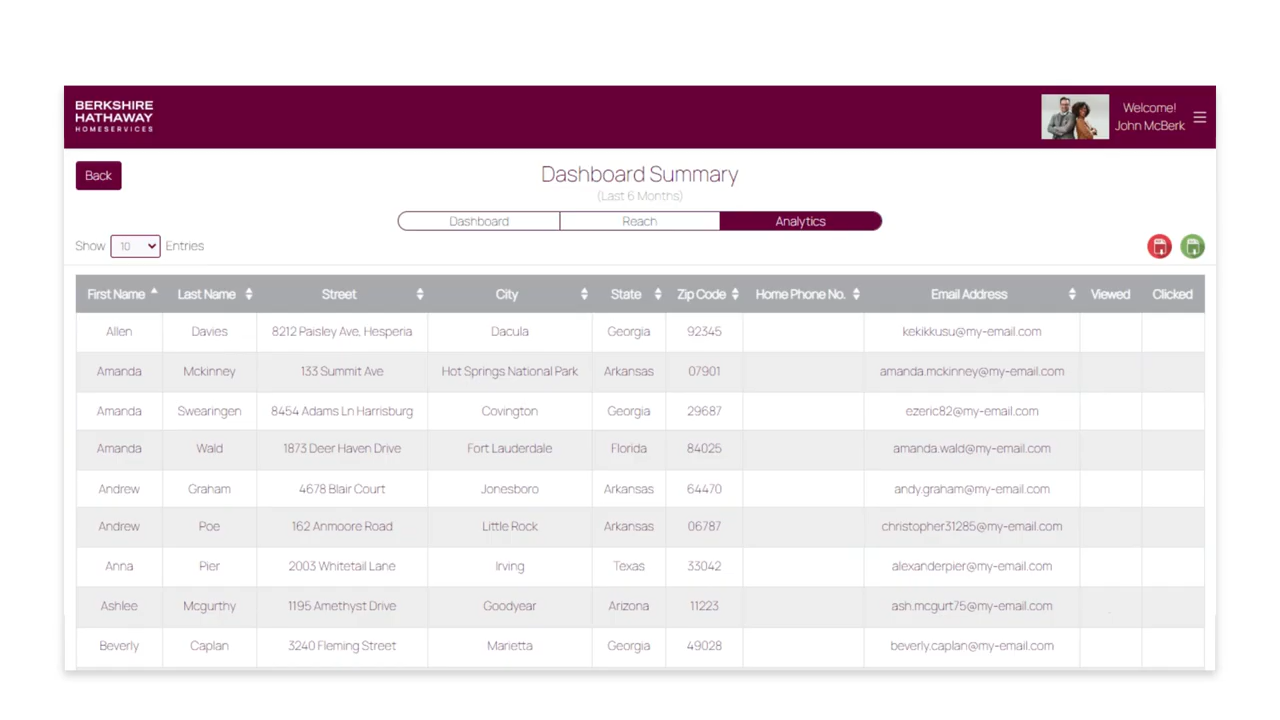 BERKSHIRE
HATHAWAY
HOMESERVICES
Welcome!
John McBerk
Back
Dashboard Summary
(Last 6 Months)
Dashboard Reach Analytics
Show 10 Entries
First Name Last Name Street City State Zip Code Home Phone No. Email Address Viewed Clicked
Allen Davies 8212 Paisley Ave, Hesperia Dacula Georgia 92345 kekikkusu@my-email.com
Amanda Mckinney 133 Summit Ave Hot Springs National Park Arkansas 07901 amanda.mckinney@my-email.com
Amanda Swearingen 8454 Adams Ln Harrisburg Covington Georgia 29687 ezeric82@my-email.com
Amanda Wald 1873 Deer Haven Drive Fort Lauderdale Florida 84025 amanda.wald@my-email.com
Andrew Graham 4678 Blair Court Jonesboro Arkansas 64470 andy.graham@my-email.com
Andrew Poe 162 Anmoore Road Little Rock Arkansas 06787 christopher31285@my-email.com
Anna Pier 2003 Whitetail Lane Irving Texas 33042 alexanderpier@my-email.com
Ashlee Mcgurthy 1195 Amethyst Drive Goodyear Arizona 11223 ash.mcgurt75@my-email.com
Beverly Caplan 3240 Fleming Street Marietta Georgia 49028 beverly.caplan@my-email.com